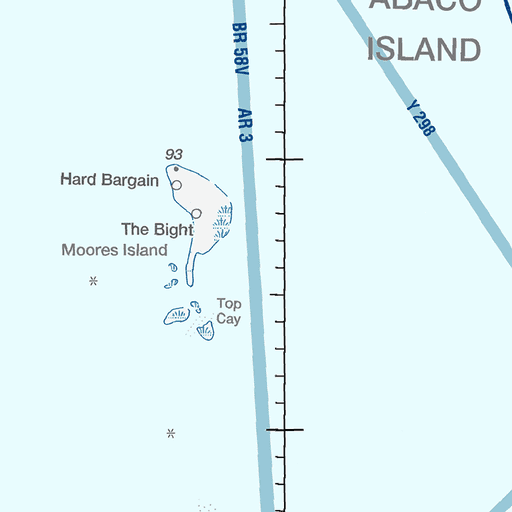 ABACO
ISLAND
BR 58V
AR 3
Y 298
93
Hard Bargain
The Bight
Moores Island
Top
Cay